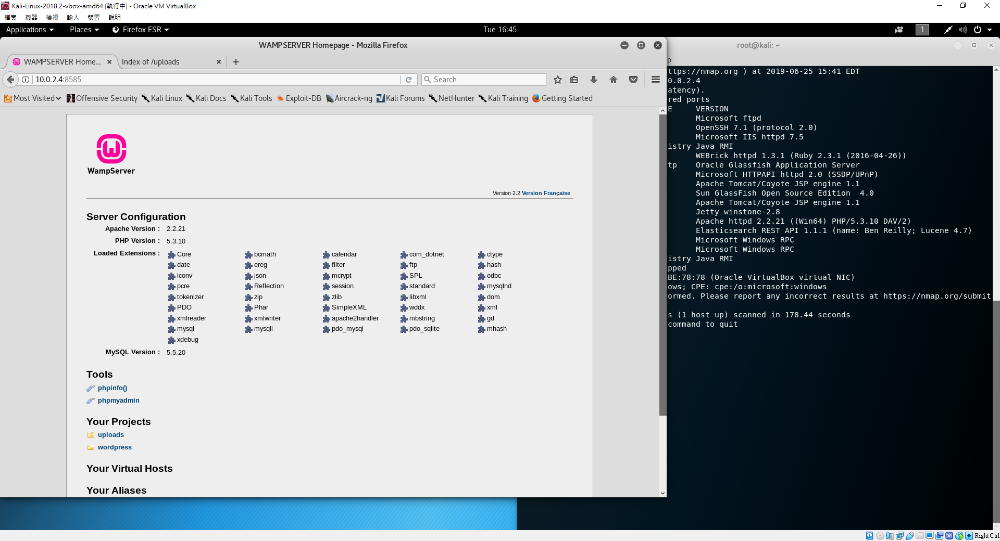 Kali-Linux-2018.2-vbox-amd64 [執行中] - Oracle VM VirtualBox
檔案 機器 檢視 輸入 裝置 說明
Applications Places Firefox ESR Tue 16:45 1
WAMPSERVER Homepage - Mozilla Firefox
WAMPSERVER Home... Index of /uploads
10.0.2.4:8585 Search
Most Visited Offensive Security Kali Linux Kali Docs Kali Tools Exploit-DB Aircrack-ng Kali Forums NetHunter Kali Training Getting Started
WampServer
Version 2.2 Version Française
Server Configuration
Apache Version : 2.2.21
PHP Version : 5.3.10
Loaded Extensions : Core bcmath calendar com_dotnet ctype
date ereg filter ftp hash
iconv json mcrypt SPL odbc
pcre Reflection session standard mysqlnd
tokenizer zip zlib libxml dom
PDO Phar SimpleXML wddx xml
xmlreader xmlwriter apache2handler mbstring gd
mysql mysqli pdo_mysql pdo_sqlite mhash
xdebug
MySQL Version : 5.5.20
Tools
phpinfo()
phpmyadmin
Your Projects
uploads
wordpress
Your Virtual Hosts
Your Aliases
root@kali: ~
p
ttps://nmap.org ) at 2019-06-25 15:41 EDT
0.0.2.4
atency).
red ports
E VERSION
Microsoft ftpd
OpenSSH 7.1 (protocol 2.0)
Microsoft IIS httpd 7.5
istry Java RMI
WEBrick httpd 1.3.1 (Ruby 2.3.1 (2016-04-26))
tp Oracle Glassfish Application Server
Microsoft HTTPAPI httpd 2.0 (SSDP/UPnP)
Apache Tomcat/Coyote JSP engine 1.1
Sun GlassFish Open Source Edition 4.0
Apache Tomcat/Coyote JSP engine 1.1
Jetty winstone-2.8
Apache httpd 2.2.21 ((Win64) PHP/5.3.10 DAV/2)
Elasticsearch REST API 1.1.1 (name: Ben Reilly; Lucene 4.7)
Microsoft Windows RPC
Microsoft Windows RPC
istry Java RMI
pped
BE:78:78 (Oracle VirtualBox virtual NIC)
ows; CPE: cpe:/o:microsoft:windows
ormed. Please report any incorrect results at https://nmap.org/submit
s (1 host up) scanned in 178.44 seconds
command to quit
Right Ctrl